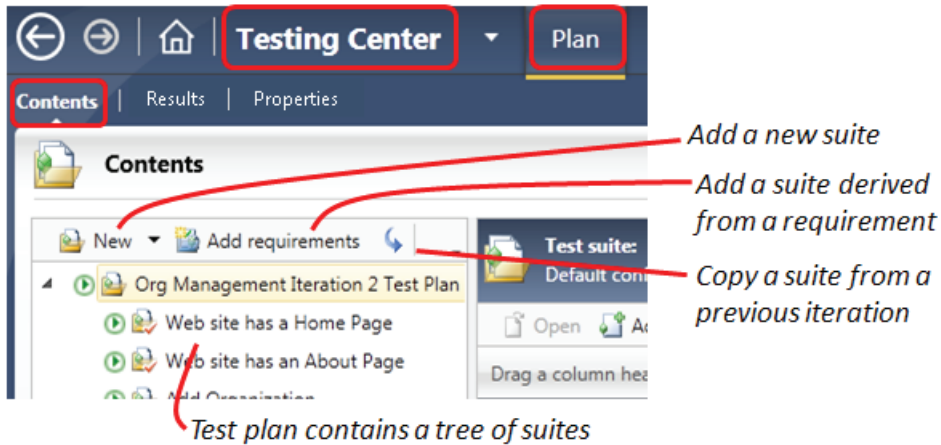 Testing Center Plan
Contents | Results | Properties
Contents
Add a new suite
Add a suite derived
from a requirement
New Add requirements
Test suite:
Default
Copy a suite from a
previous iteration
Org Management Iteration 2 Test Plan
Web site has a Home Page
Open
Web site has an About Page
Drag a column
Add Organization
Test plan contains a tree of suites